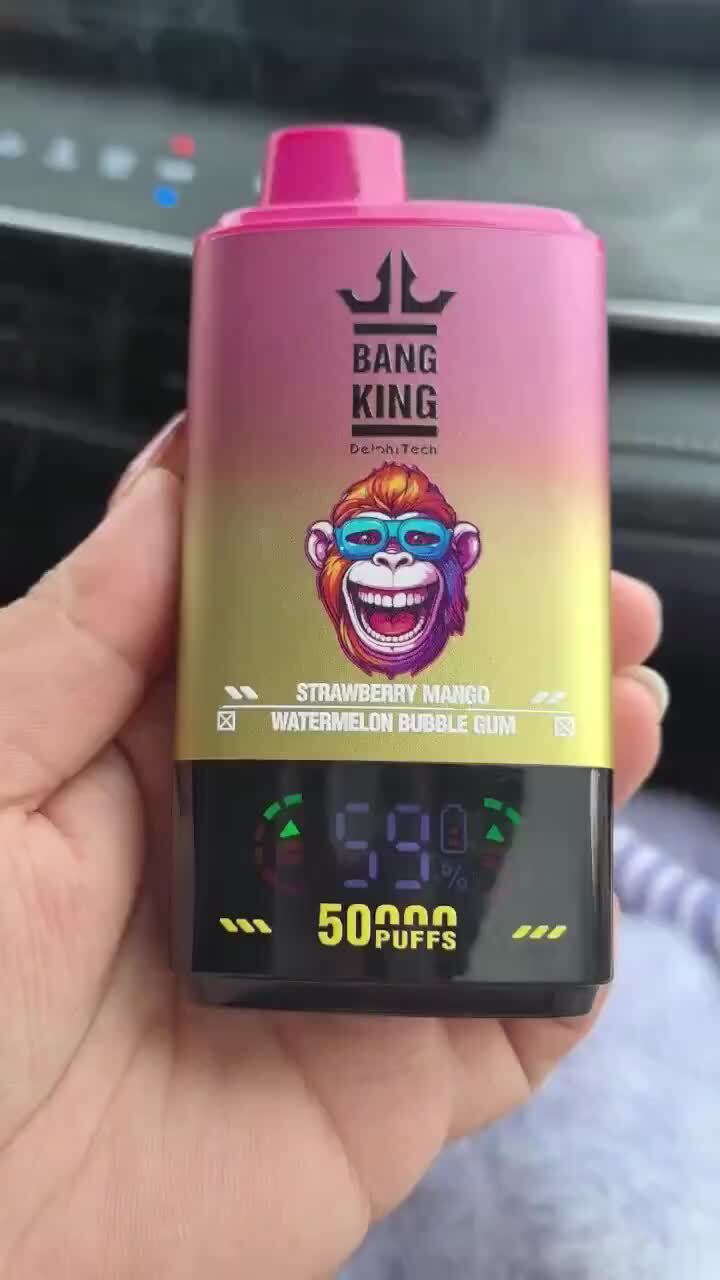 BANG
KING
DelphiTech
STRAWBERRY MANGO
WATERMELON BUBBLE GUM
59
%
50000
PUFFS